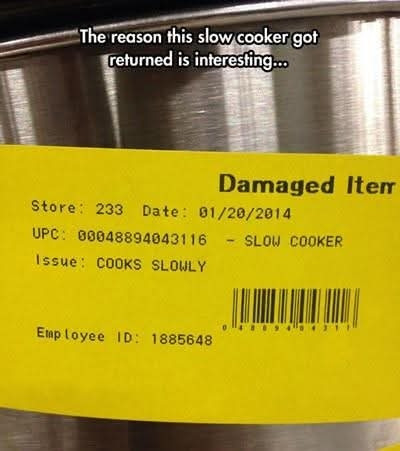 The reason this slow cooker got
returned is interesting...
Damaged Item
Store: 233 Date: 01/20/2014
UPC: 00048894043116 - SLOW COOKER
Issue: COOKS SLOWLY
Employee ID: 1885648